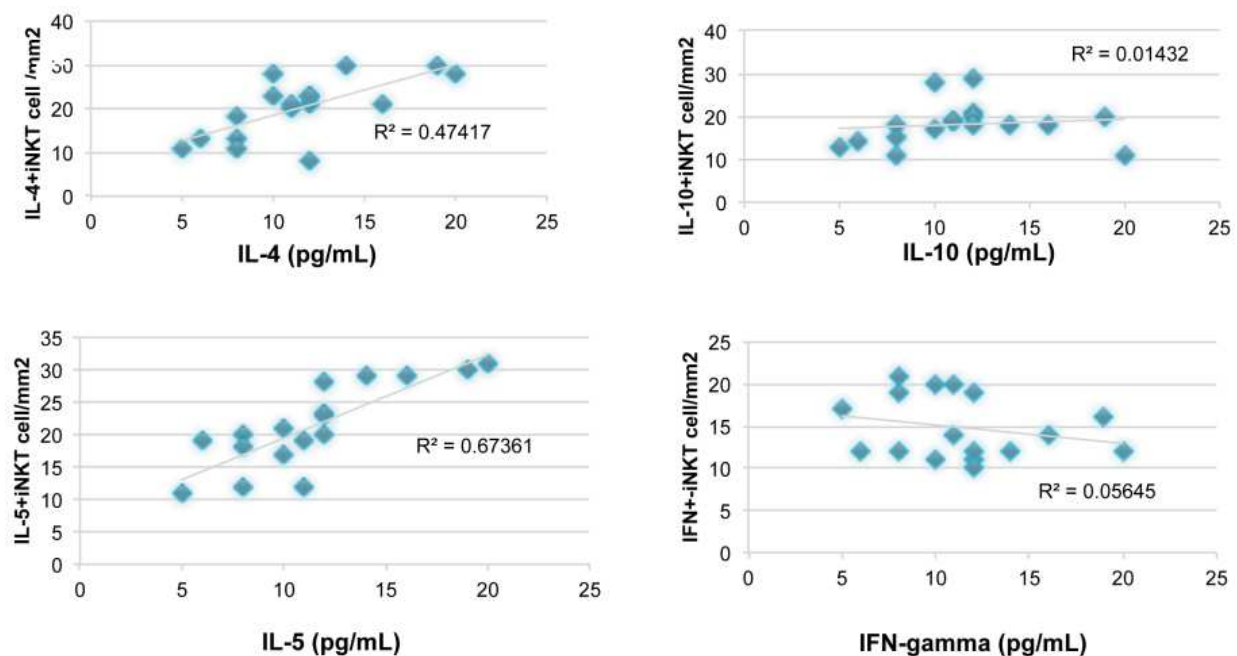 IL-4+iNKT cell /mm2
40
30
20
10
0
0 5 10 15 20 25
R² = 0.47417
IL-4 (pg/mL)
IL-10+iNKT cell/mm2
40
30
20
10
0
0 5 10 15 20 25
R² = 0.01432
IL-10 (pg/mL)
IL-5+iNKT cell/mm2
35
30
25
20
15
10
5
0
0 5 10 15 20 25
R² = 0.67361
IL-5 (pg/mL)
IFN+-iNKT cell/mm2
25
20
15
10
5
0
0 5 10 15 20 25
R² = 0.05645
IFN-gamma (pg/mL)